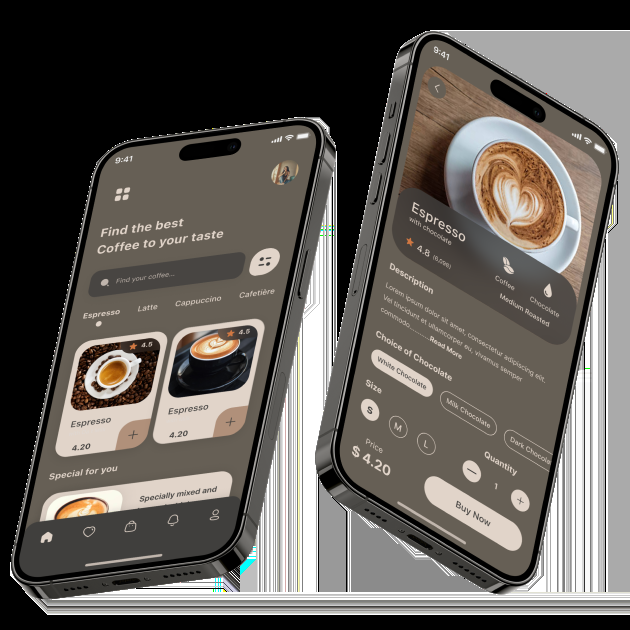 9:41
Find the best
Coffee to your taste
Find your coffee...
Espresso
Latte
Cappuccino
Cafetière
4.5
4.5
Espresso
4.20
Espresso
4.20
Special for you
Specially mixed and
9:41
Espresso
with chocolate
4.8 (6,098)
Coffee
Chocolate
Medium Roasted
Description
Lorem ipsum dolor sit amet, consectetur adipiscing elit.
Vel tincidunt et ullamcorper eu, vivamus semper
commodo.......Read More
Choice of Chocolate
White Chocolate
Milk Chocolate
Dark Chocola
Size
S
M
L
Quantity
1
Price
$ 4.20
Buy Now